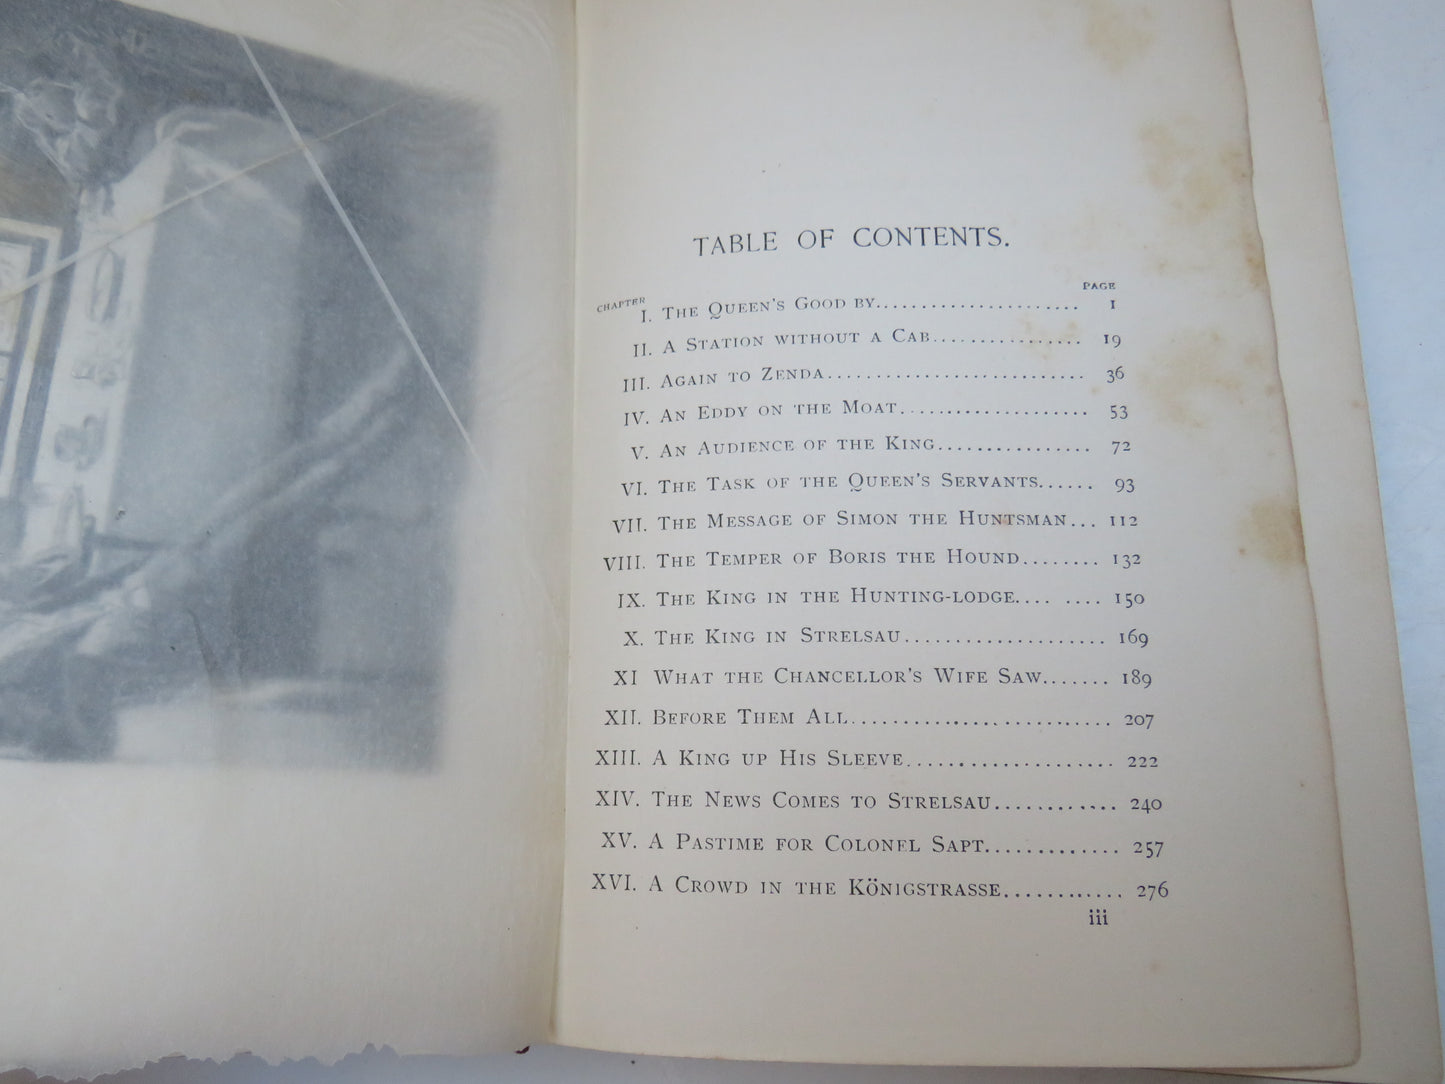 TABLE OF CONTENTS.
CHAPTER PAGE
I. THE QUEEN'S GOOD BY...................... 1
II. A STATION WITHOUT A CAB................ 19
III. AGAIN TO ZENDA.......................... 36
IV. AN EDDY ON THE MOAT.................... 53
V. AN AUDIENCE OF THE KING................ 72
VI. THE TASK OF THE QUEEN'S SERVANTS...... 93
VII. THE MESSAGE OF SIMON THE HUNTSMAN... 112
VIII. THE TEMPER OF BORIS THE HOUND........ 132
IX. THE KING IN THE HUNTING-LODGE.... .... 150
X. THE KING IN STRELSAU.................... 169
XI WHAT THE CHANCELLOR'S WIFE SAW....... 189
XII. BEFORE THEM ALL.......................... 207
XIII. A KING UP HIS SLEEVE..................... 222
XIV. THE NEWS COMES TO STRELSAU............ 240
XV. A PASTIME FOR COLONEL SAPT............. 257
XVI. A CROWD IN THE KÖNIGSTRASSE............ 276
iii